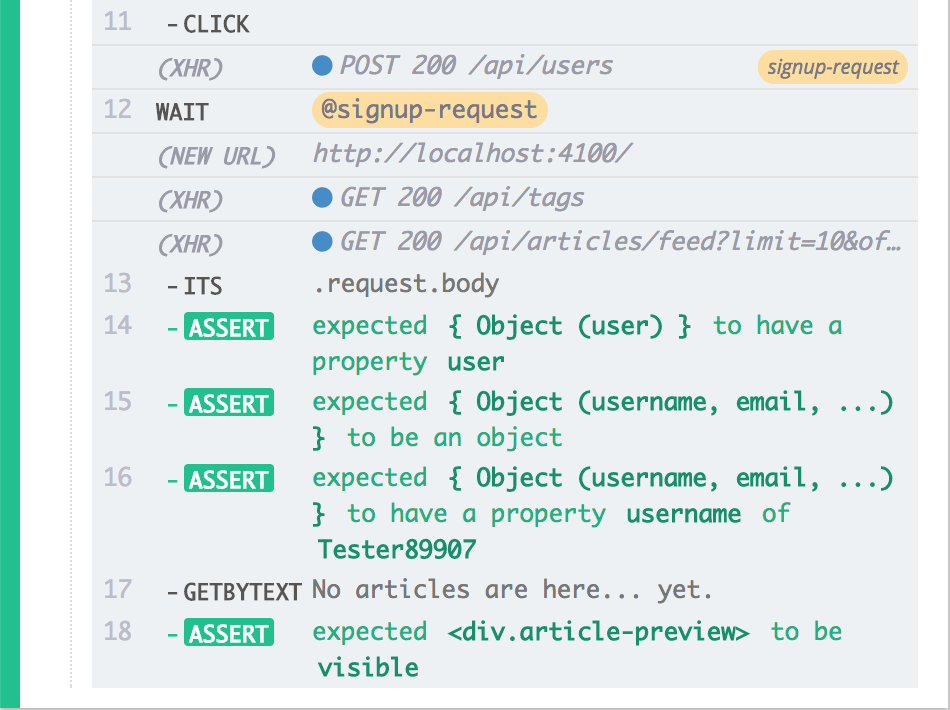 11 -CLICK
(XHR) POST 200 /api/users signup-request
12 WAIT @signup-request
(NEW URL) http://localhost:4100/
(XHR) GET 200 /api/tags
(XHR) GET 200 /api/articles/feed?limit=10&of…
13 -ITS .request.body
14 -ASSERT expected { Object (user) } to have a
property user
15 -ASSERT expected { Object (username, email, ...)
} to be an object
16 -ASSERT expected { Object (username, email, ...)
} to have a property username of
Tester89907
17 -GETBYTEXT No articles are here... yet.
18 -ASSERT expected <div.article-preview> to be
visible